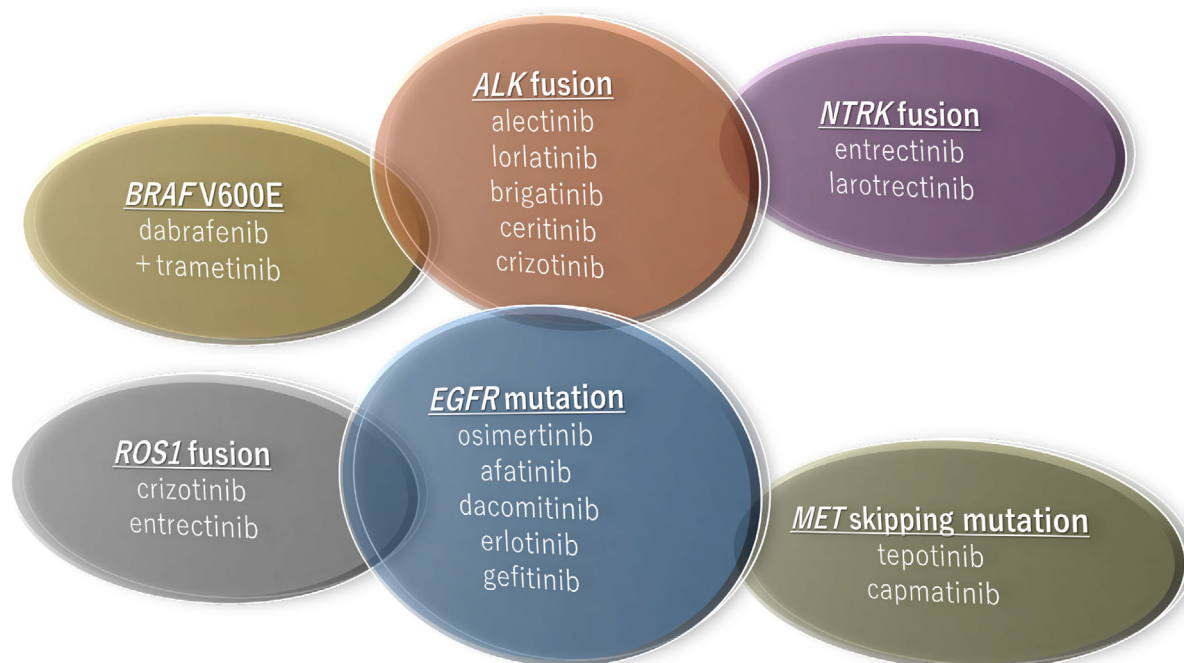 ALK fusion
alectinib
lorlatinib
brigatinib
ceritinib
crizotinib
NTRK fusion
entrectinib
larotrectinib
BRAF V600E
dabrafenib
+ trametinib
EGFR mutation
osimertinib
afatinib
dacomitinib
erlotinib
gefitinib
ROS1 fusion
crizotinib
entrectinib
MET skipping mutation
tepotinib
capmatinib